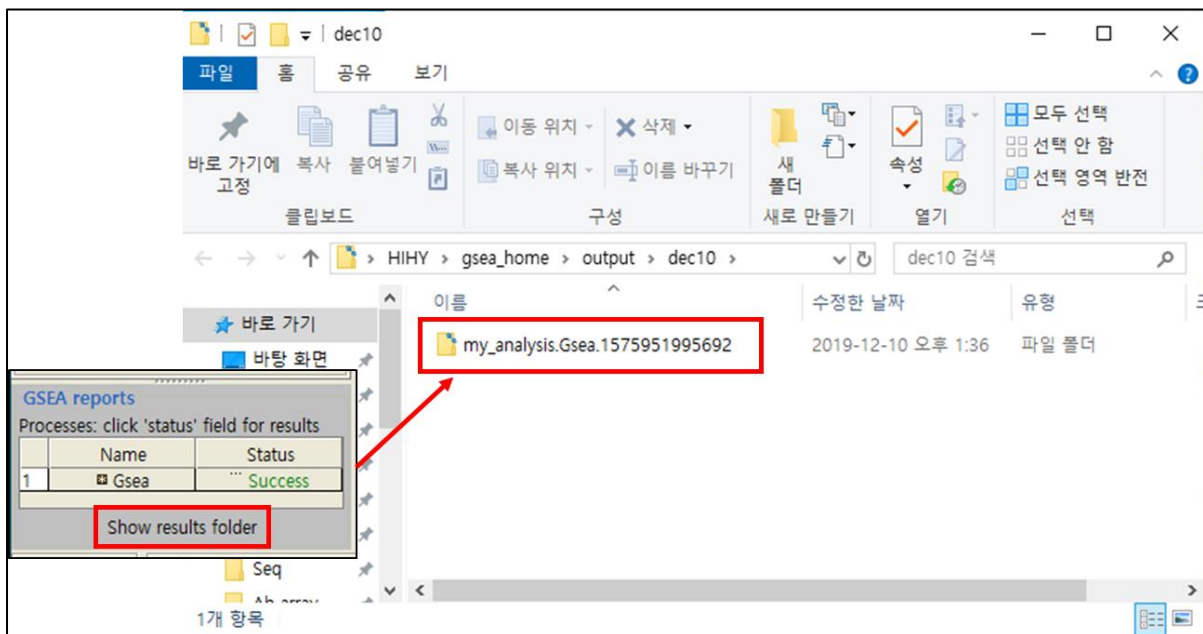 dec10
파일 홈 공유 보기
바로 가기에 고정
복사
붙여넣기
이동 위치
복사 위치
삭제
이름 바꾸기
새 폴더
속성
모두 선택
선택 안 함
선택 영역 반전
클립보드 구성 새로 만들기 열기 선택
HIHY › gsea_home › output › dec10 ›
dec10 검색
이름 수정한 날짜 유형
my_analysis.Gsea.1575951995692 2019-12-10 오후 1:36 파일 폴더
바로 가기
바탕 화면
GSEA reports
Processes: click 'status' field for results
Name Status
1 Gsea Success
Show results folder
Seq
1개 항목